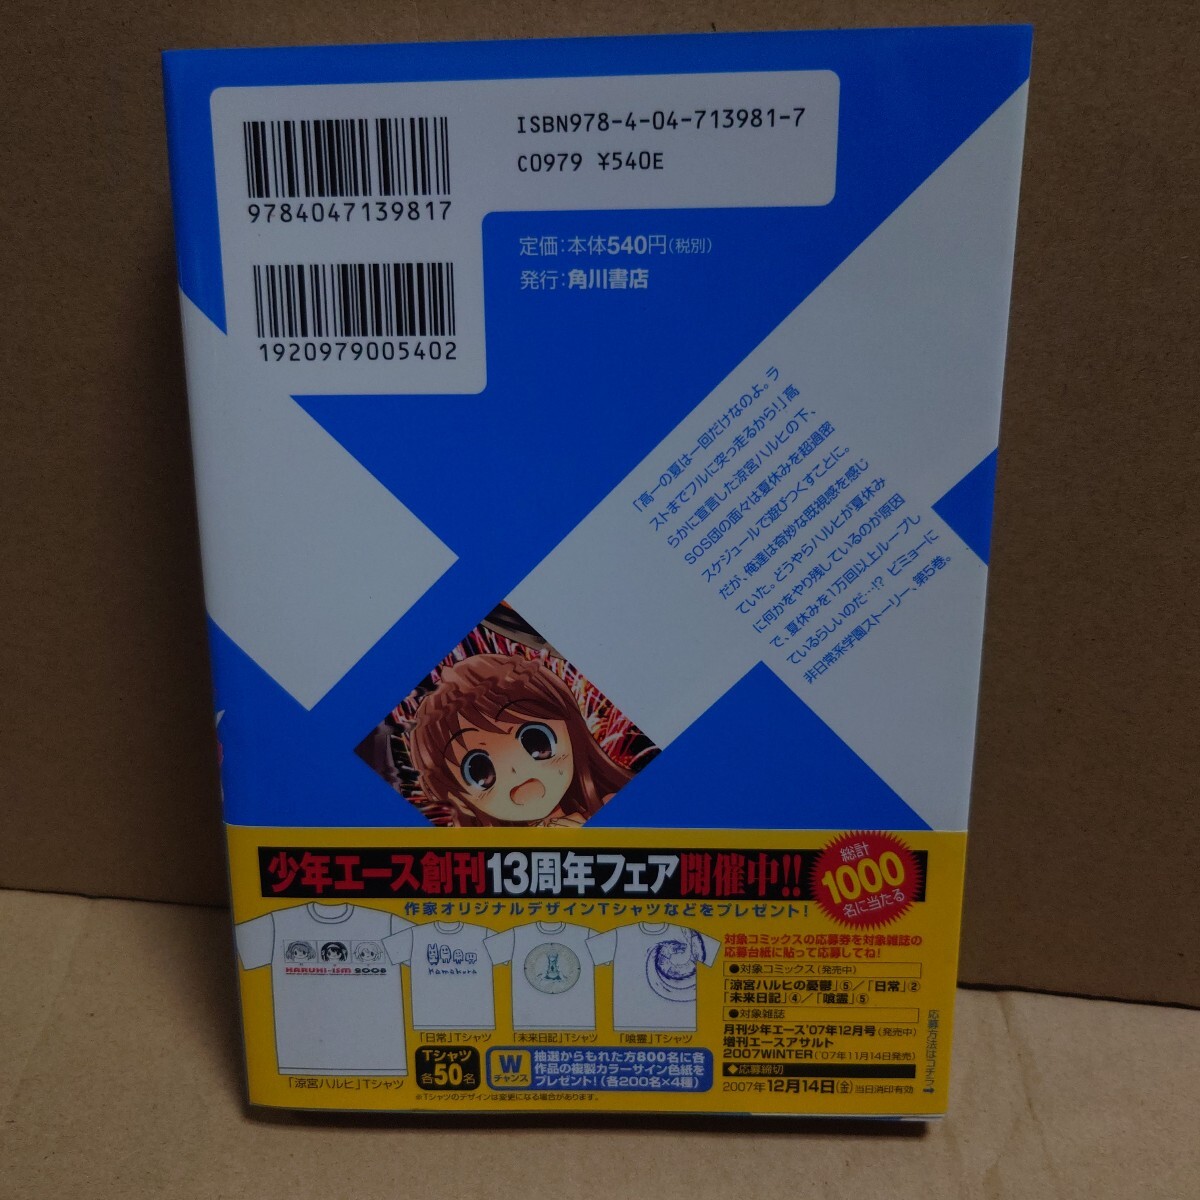 ISBN978-4-04-713981-7
C0979 ¥540E
9784047139817
1920979005402
定価:本体540円(税別)
発行:角川書店
「高一の夏は一回だけなのよ。ラ
ストまでフルに突っ走るから!」高
らかに宣言した涼宮ハルヒの下、
SOS団の面々は夏休みを超過密
スケジュールで遊びつくすことに。
だが、俺達は奇妙な既視感を感じ
ていた。どうやらハルヒが夏休み
に何かをやり残しているのが原因
で、夏休みを1万回以上ループし
ているらしいのだ…!? ビミョーに
非日常系学園ストーリー、第5巻。
少年エース創刊13周年フェア開催中!!
総計
1000
名に当たる
作家オリジナルデザインTシャツなどをプレゼント!
HARUHI-ISM 2008
「涼宮ハルヒ」Tシャツ
「日常」Tシャツ
「未来日記」Tシャツ
「喰霊」Tシャツ
Tシャツ
各50名
W
チャンス
抽選からもれた方800名に各
作品の複製カラーサイン色紙を
プレゼント!(各200名×4種)
※Tシャツのデザインは変更になる場合があります。
対象コミックスの応募券を対象雑誌の
応募台紙に貼って応募してね!
●対象コミックス(発売中)
「涼宮ハルヒの憂鬱」⑤/「日常」②
「未来日記」④/「喰霊」⑤
●対象雑誌
月刊少年エース'07年12月号(発売中)
増刊エースアサルト
2007WINTER('07年11月14日発売)
◆応募締切
2007年12月14日(金)当日消印有効
応募方法はコチラ→